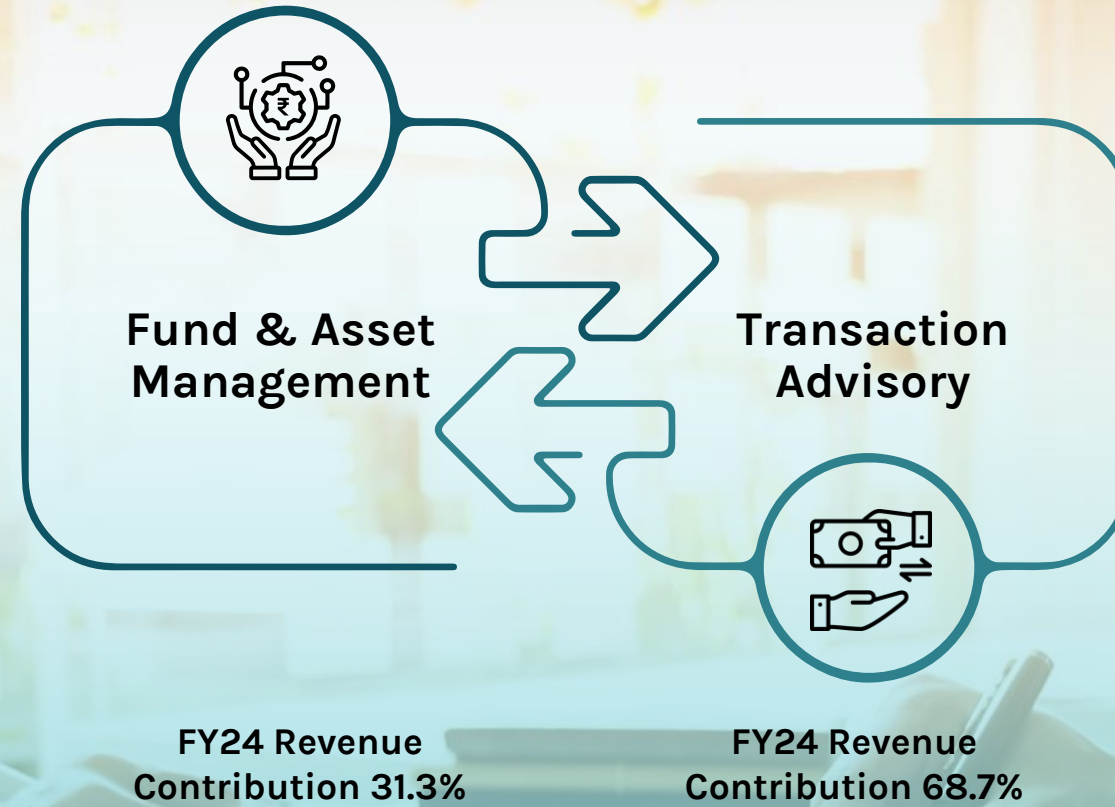 ₹
Fund & Asset
Management
Transaction
Advisory
FY24 Revenue
Contribution 31.3%
FY24 Revenue
Contribution 68.7%